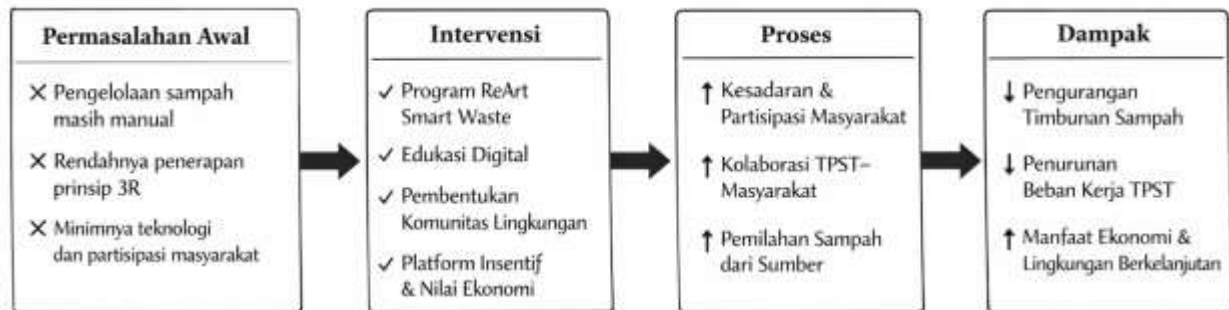 Permasalahan Awal
✗ Pengelolaan sampah
masih manual
✗ Rendahnya penerapan
prinsip 3R
✗ Minimnya teknologi
dan partisipasi masyarakat
Intervensi
✓ Program ReArt
Smart Waste
✓ Edukasi Digital
✓ Pembentukan
Komunitas Lingkungan
✓ Platform Insentif
& Nilai Ekonomi
Proses
↑ Kesadaran &
Partisipasi Masyarakat
↑ Kolaborasi TPST–
Masyarakat
↑ Pemilahan Sampah
dari Sumber
Dampak
↓ Pengurangan
Timbunan Sampah
↓ Penurunan
Beban Kerja TPST
↑ Manfaat Ekonomi &
Lingkungan Berkelanjutan